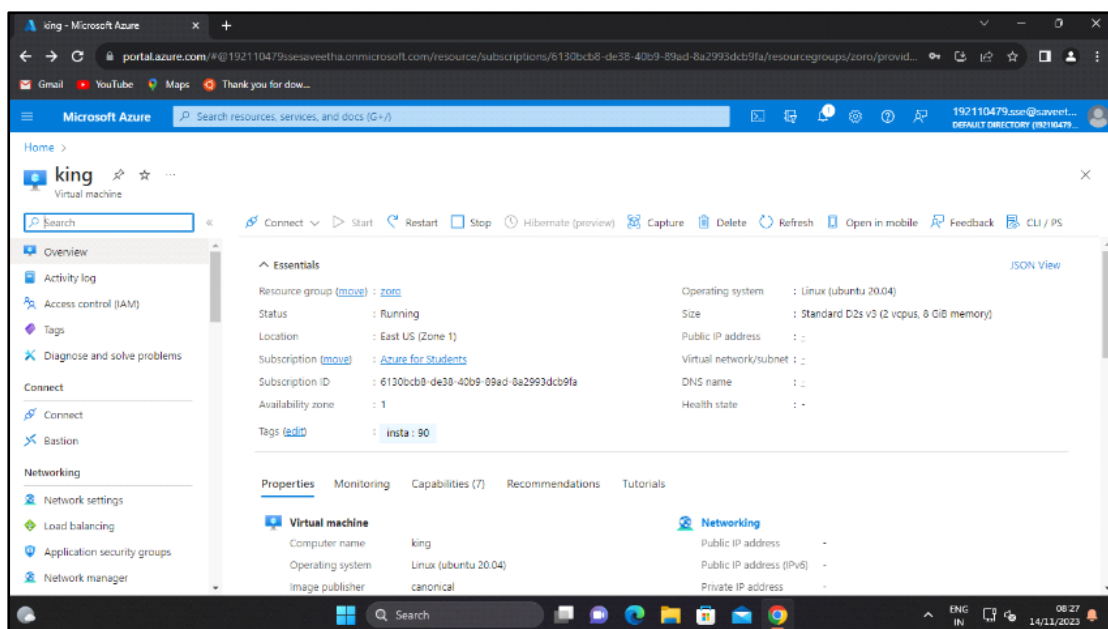 king - Microsoft Azure
portal.azure.com/#@192110479ssesaveetha.onmicrosoft.com/resource/subscriptions/6130bcb8-de38-40b9-89ad-8a2993dcb9fa/resourcegroups/zoro/provid...
Gmail YouTube Maps Thank you for dow...
Microsoft Azure Search resources, services, and docs (G+/) 1 192110479.sse@saveet...
DEFAULT DIRECTORY (192110479...
Home >
king ...
Virtual machine
Search « Connect Start Restart Stop Hibernate (preview) Capture Delete Refresh Open in mobile Feedback CLI / PS
Overview
Activity log
Access control (IAM)
Tags
Diagnose and solve problems
Connect
Connect
Bastion
Networking
Network settings
Load balancing
Application security groups
Network manager
Essentials JSON View
Resource group (move) : zoro
Status : Running
Location : East US (Zone 1)
Subscription (move) : Azure for Students
Subscription ID : 6130bcb8-de38-40b9-89ad-8a2993dcb9fa
Availability zone : 1
Tags (edit) : insta : 90
Operating system : Linux (ubuntu 20.04)
Size : Standard D2s v3 (2 vcpus, 8 GiB memory)
Public IP address : -
Virtual network/subnet : -
DNS name : -
Health state : -
Properties Monitoring Capabilities (7) Recommendations Tutorials
Virtual machine
Computer name king
Operating system Linux (ubuntu 20.04)
Image publisher canonical
Networking
Public IP address -
Public IP address (IPv6) -
Private IP address -
Search
ENG
IN
08:27
14/11/2023